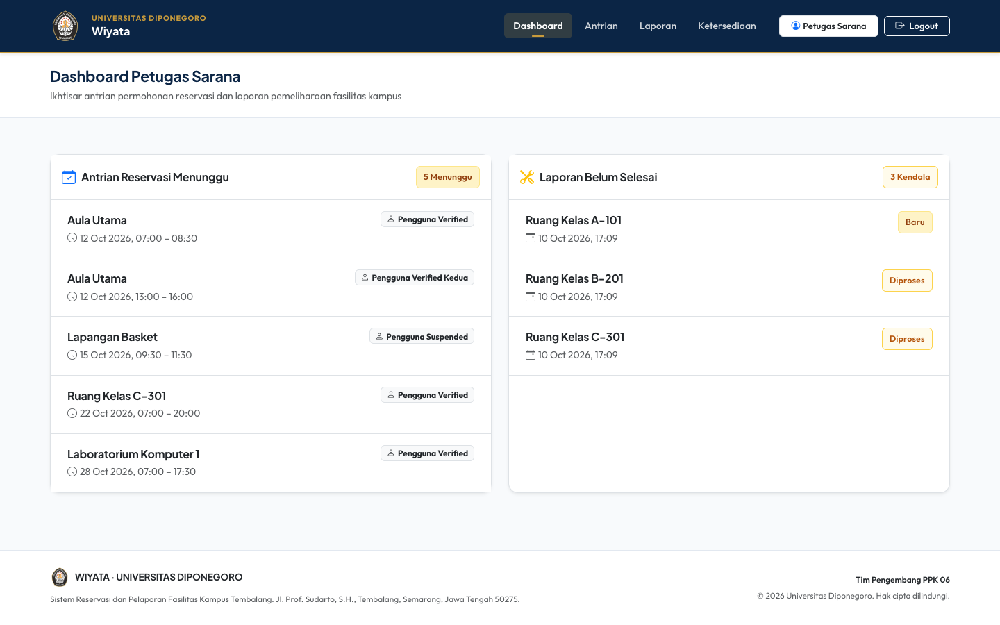 UNIVERSITAS DIPONEGORO
Wiyata
Dashboard
Antrian
Laporan
Ketersediaan
Petugas Sarana
Logout
Dashboard Petugas Sarana
Ikhtisar antrian permohonan reservasi dan laporan pemeliharaan fasilitas kampus
Antrian Reservasi Menunggu
5 Menunggu
Aula Utama
Pengguna Verified
12 Oct 2026, 07:00 – 08:30
Aula Utama
Pengguna Verified Kedua
12 Oct 2026, 13:00 – 16:00
Lapangan Basket
Pengguna Suspended
15 Oct 2026, 09:30 – 11:30
Ruang Kelas C-301
Pengguna Verified
22 Oct 2026, 07:00 – 20:00
Laboratorium Komputer 1
Pengguna Verified
28 Oct 2026, 07:00 – 17:30
Laporan Belum Selesai
3 Kendala
Ruang Kelas A-101
Baru
10 Oct 2026, 17:09
Ruang Kelas B-201
Diproses
10 Oct 2026, 17:09
Ruang Kelas C-301
Diproses
10 Oct 2026, 17:09
WIYATA · UNIVERSITAS DIPONEGORO
Sistem Reservasi dan Pelaporan Fasilitas Kampus Tembalang. Jl. Prof. Sudarto, S.H., Tembalang, Semarang, Jawa Tengah 50275.
Tim Pengembang PPK 06
© 2026 Universitas Diponegoro. Hak cipta dilindungi.